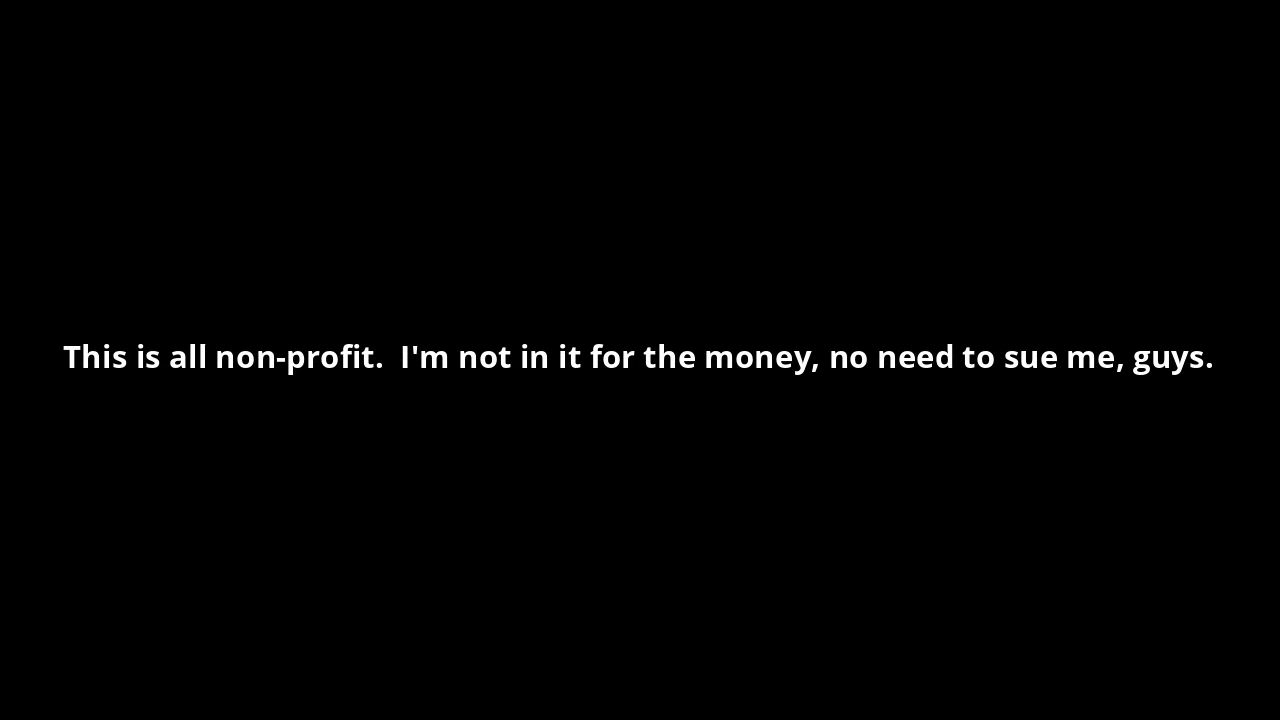 This is all non-profit.  I'm not in it for the money, no need to sue me, guys.